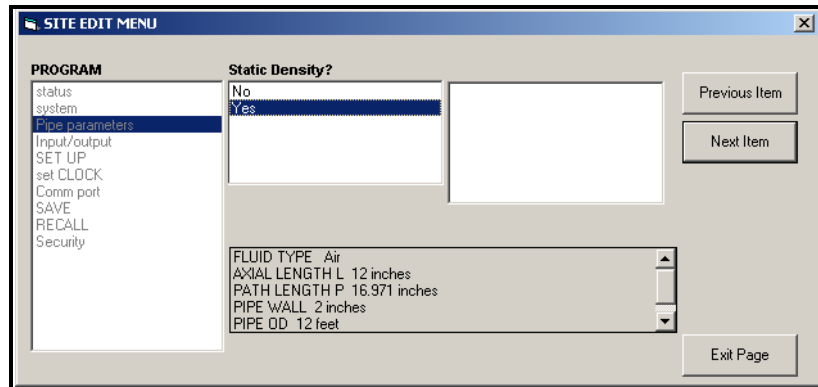 SITE EDIT MENU
PROGRAM
status
system
Pipe parameters
Input/output
SET UP
set CLOCK
Comm port
SAVE
RECALL
Security
Static Density?
No
Yes
Previous Item
Next Item
FLUID TYPE Air
AXIAL LENGTH L 12 inches
PATH LENGTH P 16.971 inches
PIPE WALL 2 inches
PIPE OD 12 feet
Exit Page